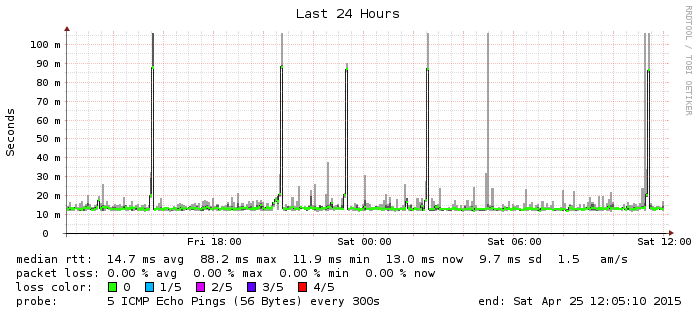 Last 24 Hours
RRDTOOL / TOBI OETIKER
Seconds
100 m
90 m
80 m
70 m
60 m
50 m
40 m
30 m
20 m
10 m
0
Fri 18:00 Sat 00:00 Sat 06:00 Sat 12:00
median rtt: 14.7 ms avg 88.2 ms max 11.9 ms min 13.0 ms now 9.7 ms sd 1.5 am/s
packet loss: 0.00 % avg 0.00 % max 0.00 % min 0.00 % now
loss color: 0 1/5 2/5 3/5 4/5
probe: 5 ICMP Echo Pings (56 Bytes) every 300s end: Sat Apr 25 12:05:10 2015